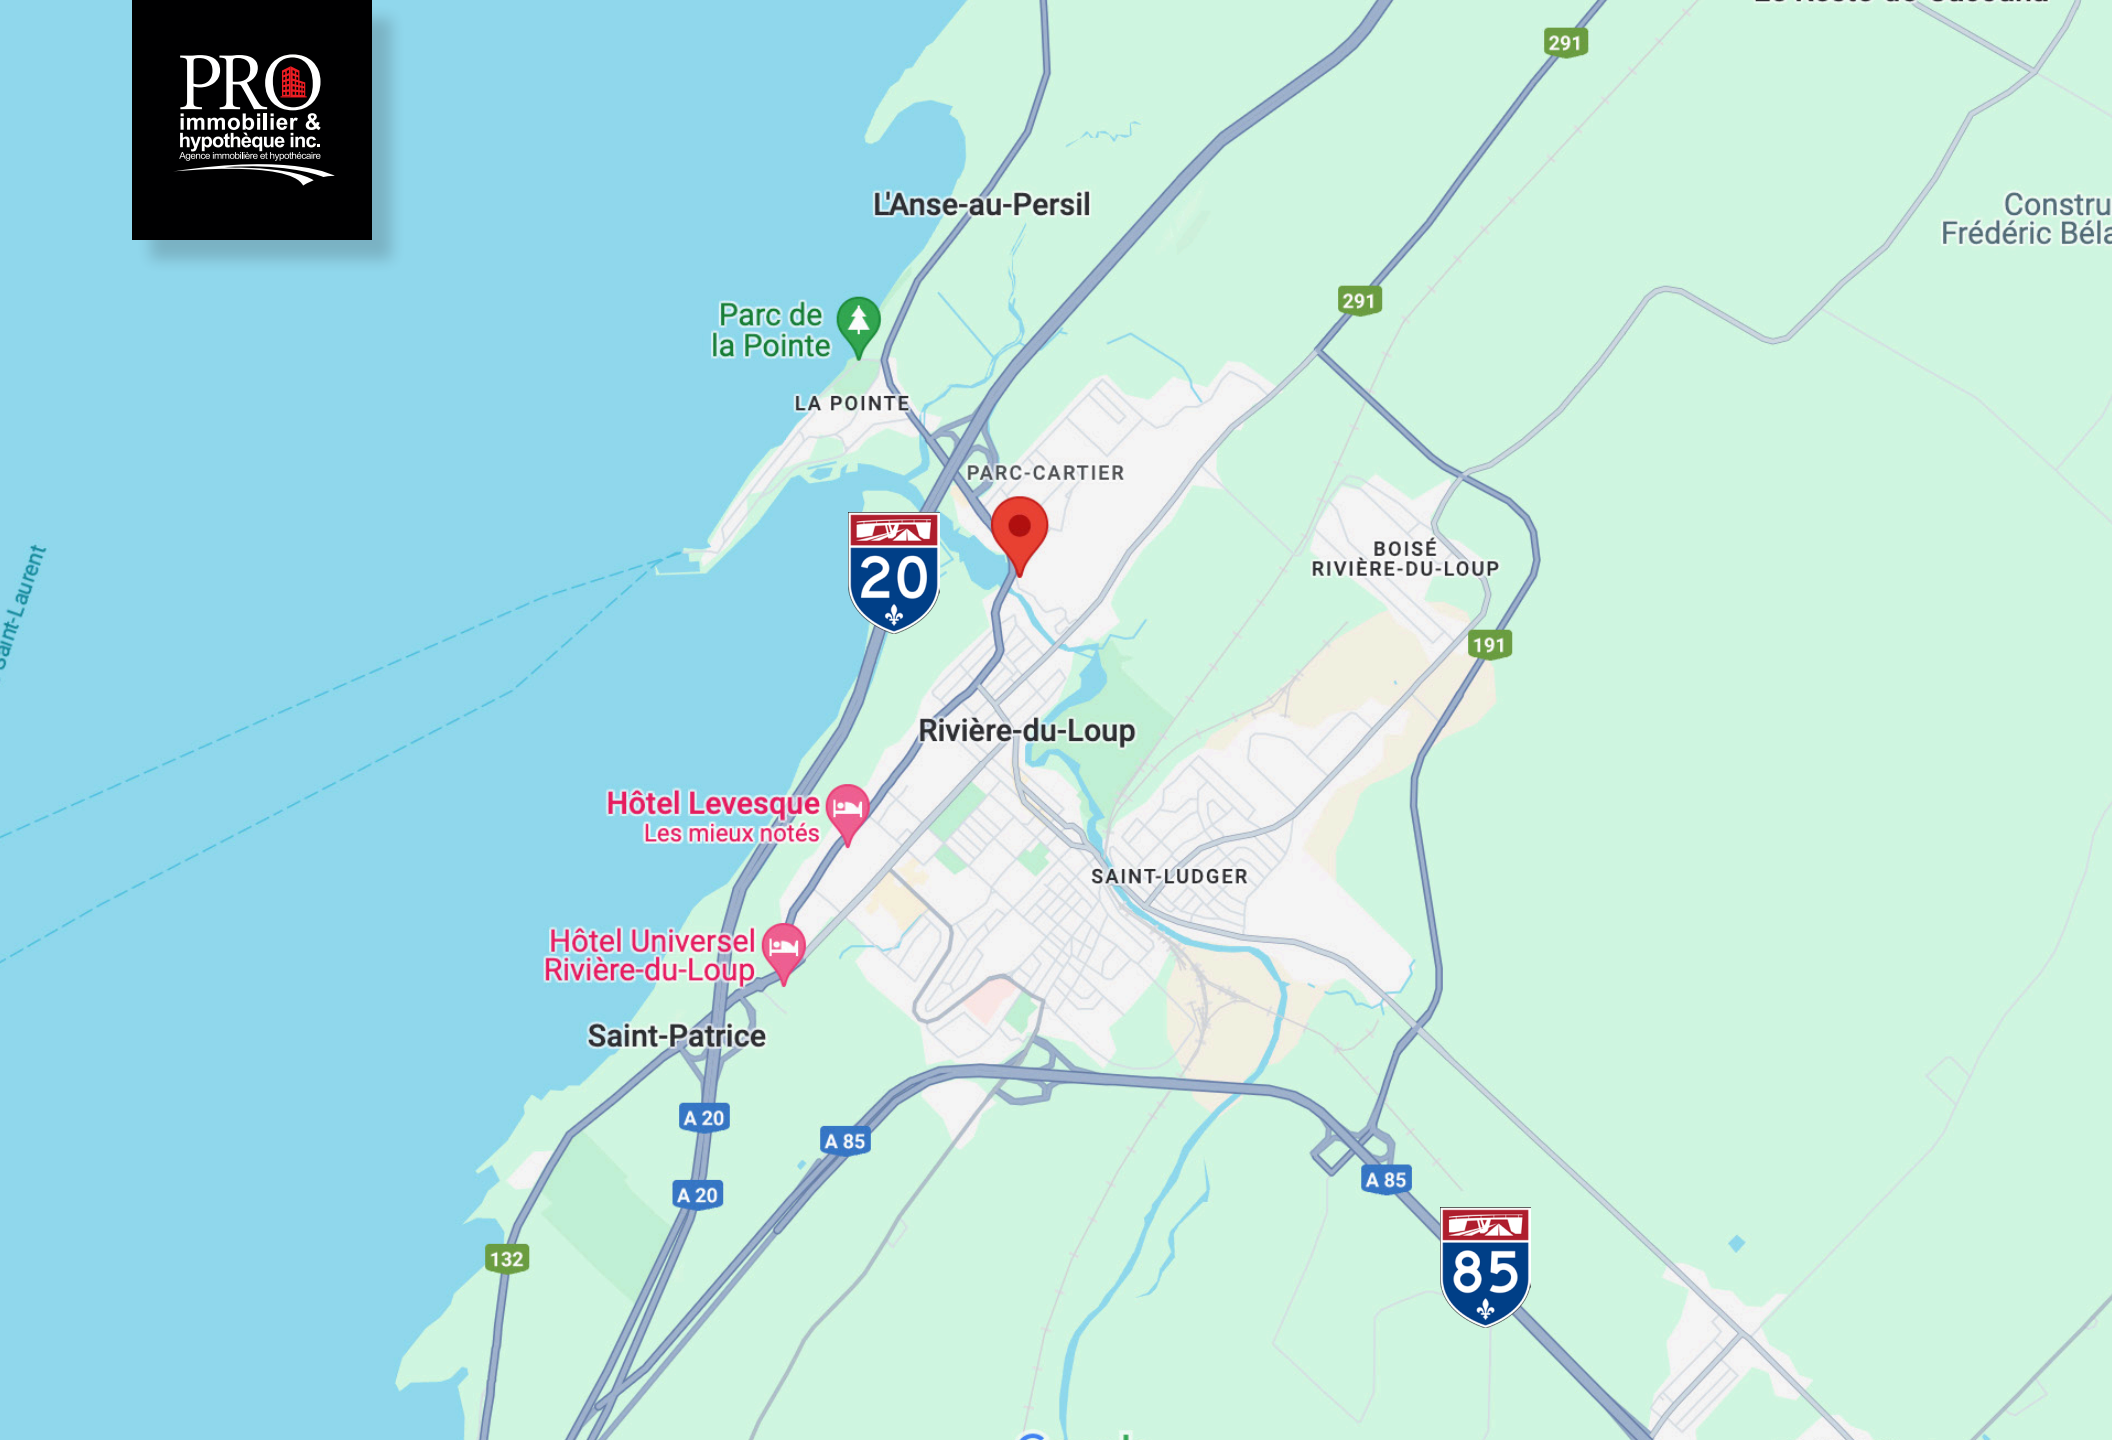 PRO
immobilier &
hypothèque inc.
Agence immobilière et hypothécaire
291
L'Anse-au-Persil
Constru
Frédéric Béla
291
Parc de
la Pointe
LA POINTE
PARC-CARTIER
20
BOISÉ
RIVIÈRE-DU-LOUP
Saint-Laurent
191
Rivière-du-Loup
Hôtel Levesque
Les mieux notés
SAINT-LUDGER
Hôtel Universel
Rivière-du-Loup
Saint-Patrice
A 20
A 85
A 85
A 20
132
85